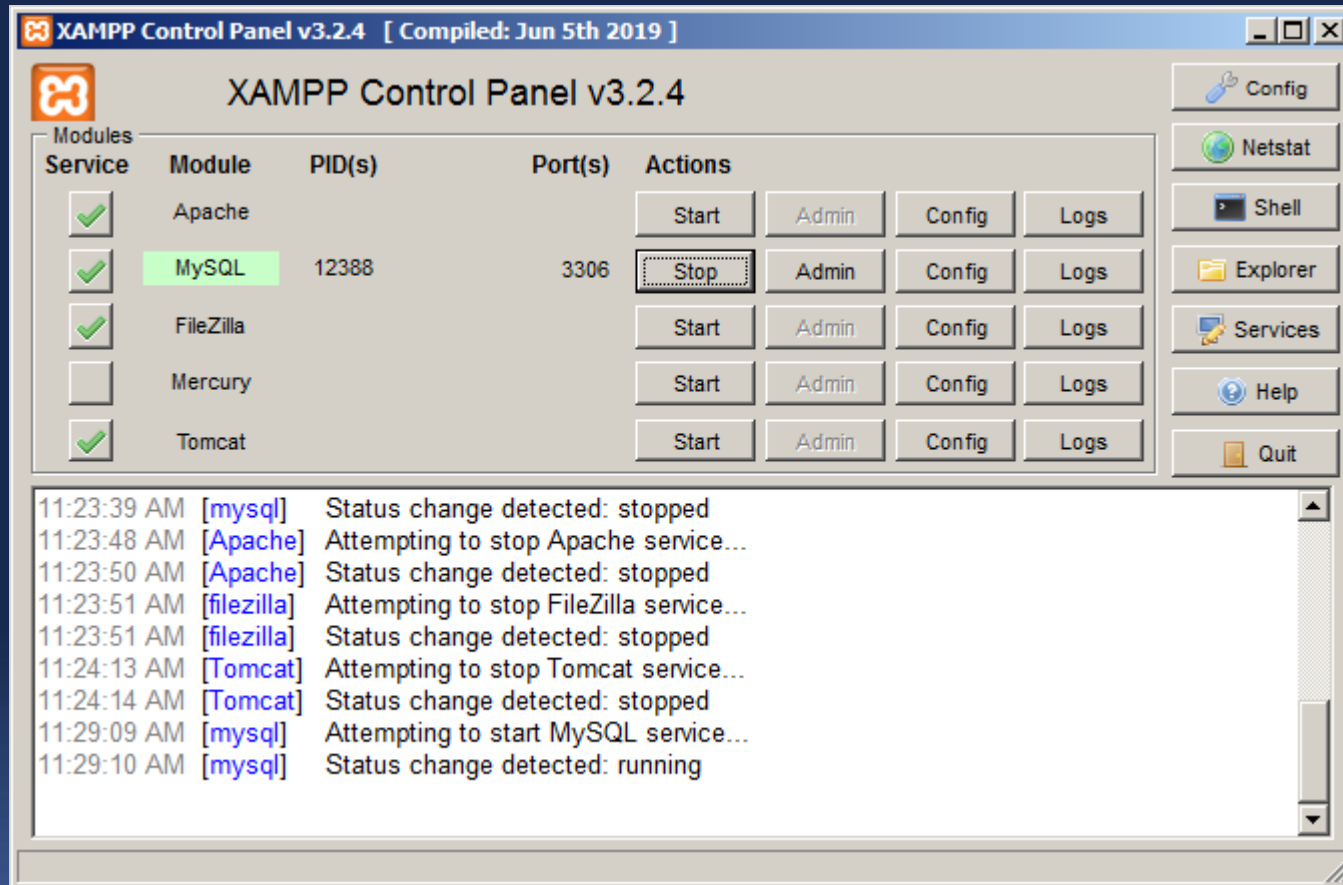 XAMPP Control Panel v3.2.4 [ Compiled: Jun 5th 2019 ]
XAMPP Control Panel v3.2.4
Config
Modules
Service Module PID(s) Port(s) Actions
Netstat
Apache Start Admin Config Logs
Shell
MySQL 12388 3306 Stop Admin Config Logs
Explorer
FileZilla Start Admin Config Logs
Services
Mercury Start Admin Config Logs
Help
Tomcat Start Admin Config Logs
Quit
11:23:39 AM [mysql] Status change detected: stopped
11:23:48 AM [Apache] Attempting to stop Apache service...
11:23:50 AM [Apache] Status change detected: stopped
11:23:51 AM [filezilla] Attempting to stop FileZilla service...
11:23:51 AM [filezilla] Status change detected: stopped
11:24:13 AM [Tomcat] Attempting to stop Tomcat service...
11:24:14 AM [Tomcat] Status change detected: stopped
11:29:09 AM [mysql] Attempting to start MySQL service...
11:29:10 AM [mysql] Status change detected: running